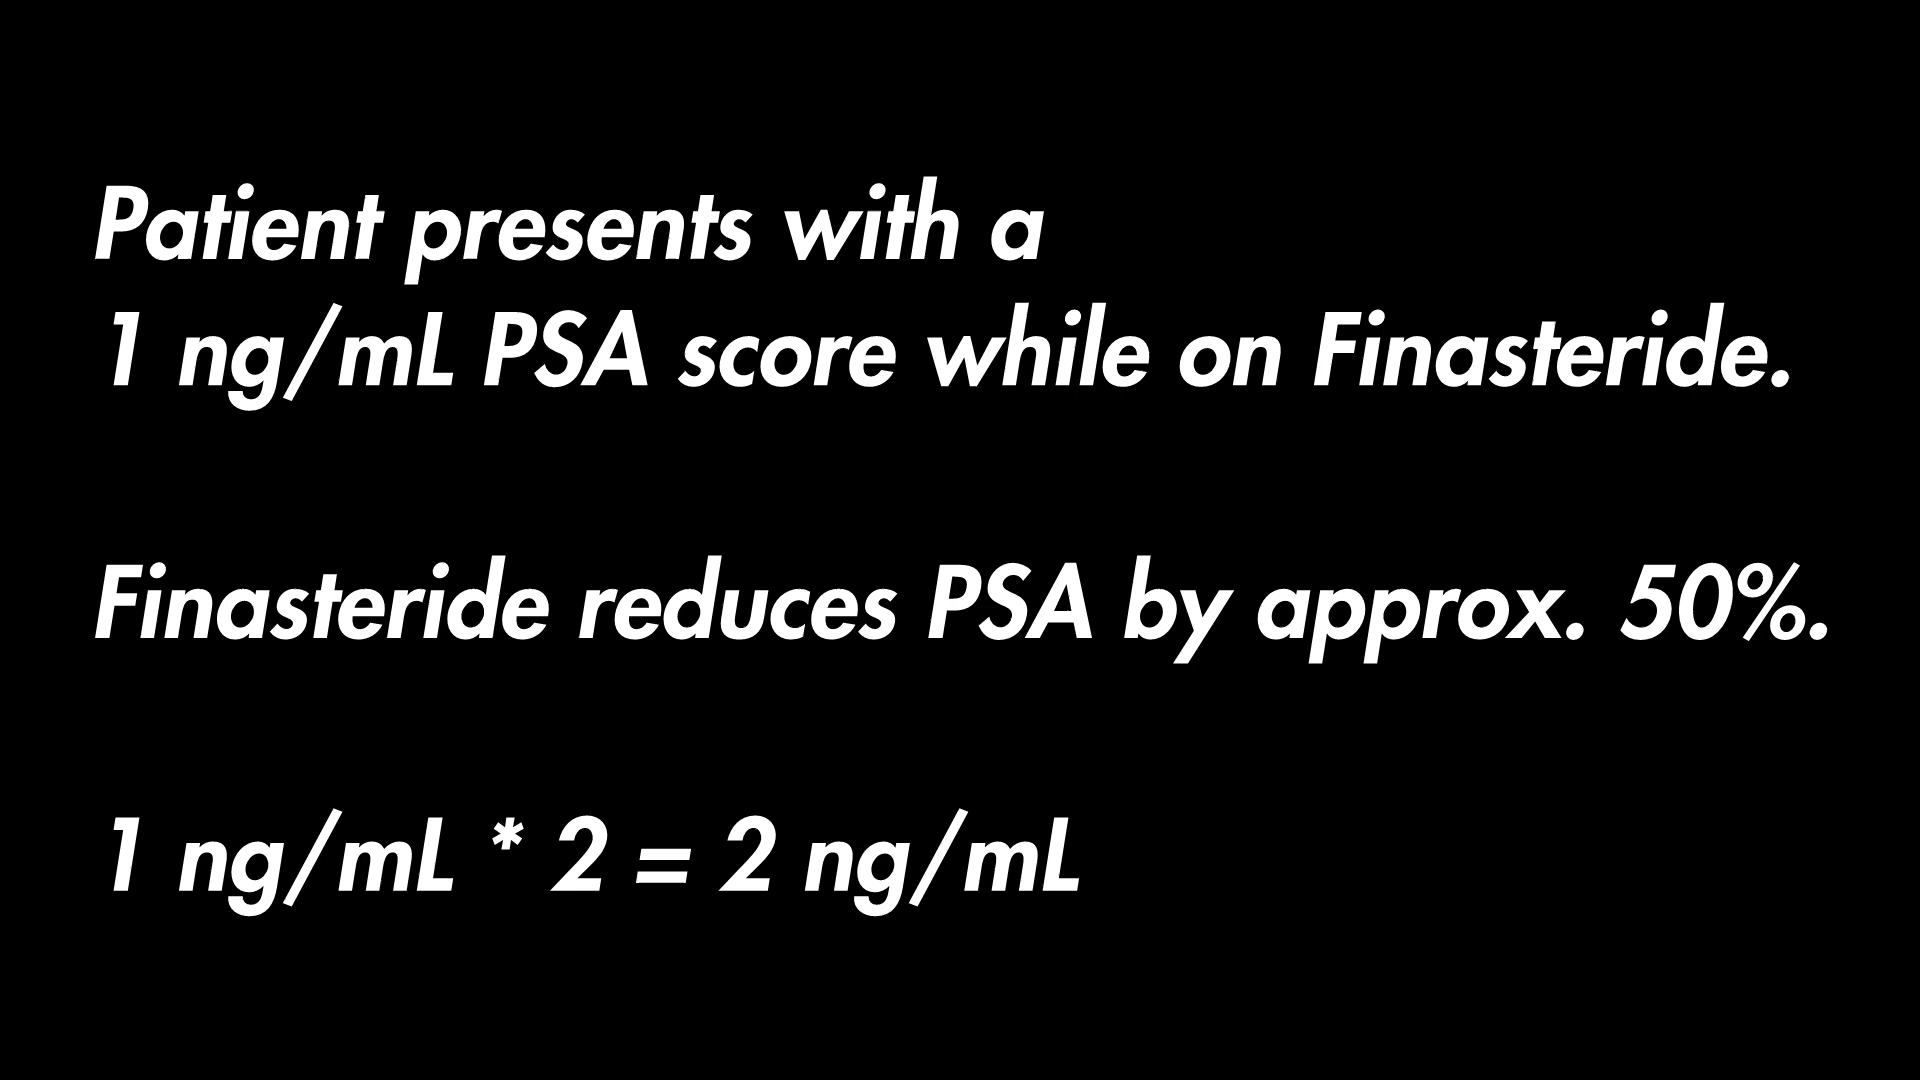 Patient presents with a
1 ng/mL PSA score while on Finasteride.
Finasteride reduces PSA by approx. 50%.
1 ng/mL * 2 = 2 ng/mL